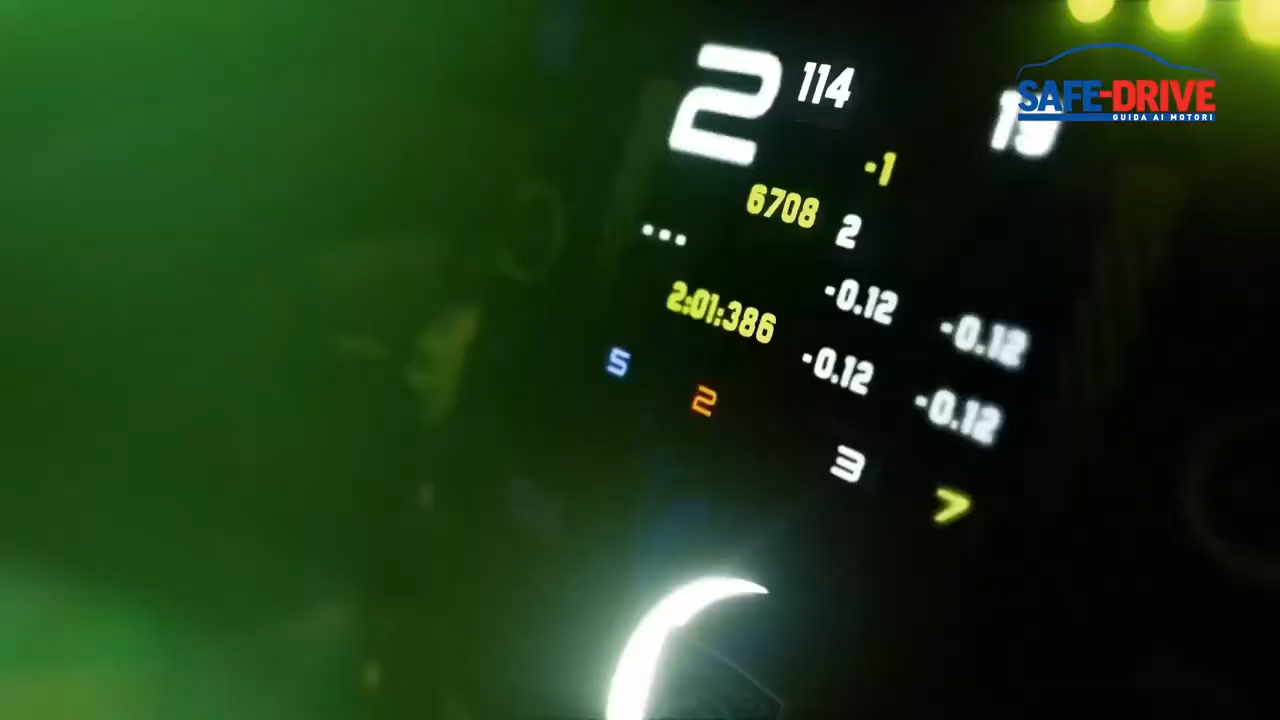 2 114
SAFE-DRIVE
GUIDA AI MOTORI
-1
6708 2
...
2:01:386 -0.12 -0.12
-0.12 -0.12
5 2
3 7